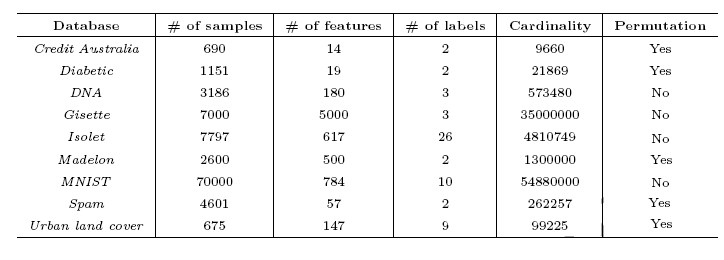 Database # of samples # of features # of labels Cardinality Permutation
Credit Australia 690 14 2 9660 Yes
Diabetic 1151 19 2 21869 Yes
DNA 3186 180 3 573480 No
Gisette 7000 5000 3 35000000 No
Isolet 7797 617 26 4810749 No
Madelon 2600 500 2 1300000 Yes
MNIST 70000 784 10 54880000 No
Spam 4601 57 2 262257 Yes
Urban land cover 675 147 9 99225 Yes